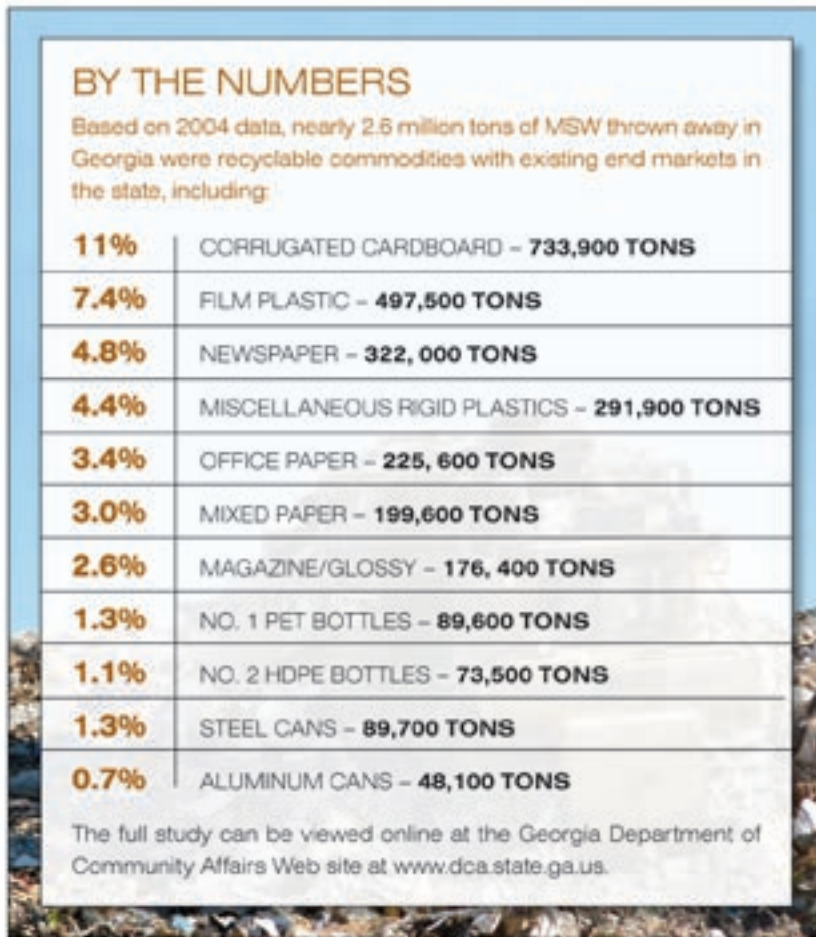 BY THE NUMBERS
Based on 2004 data, nearly 2.6 million tons of MSW thrown away in
Georgia were recyclable commodities with existing end markets in
the state, including:
11% CORRUGATED CARDBOARD – 733,900 TONS
7.4% FILM PLASTIC – 497,500 TONS
4.8% NEWSPAPER – 322, 000 TONS
4.4% MISCELLANEOUS RIGID PLASTICS – 291,900 TONS
3.4% OFFICE PAPER – 225, 600 TONS
3.0% MIXED PAPER – 199,600 TONS
2.6% MAGAZINE/GLOSSY – 176, 400 TONS
1.3% NO. 1 PET BOTTLES – 89,600 TONS
1.1% NO. 2 HDPE BOTTLES – 73,500 TONS
1.3% STEEL CANS – 89,700 TONS
0.7% ALUMINUM CANS – 48,100 TONS
The full study can be viewed online at the Georgia Department of
Community Affairs Web site at www.dca.state.ga.us.